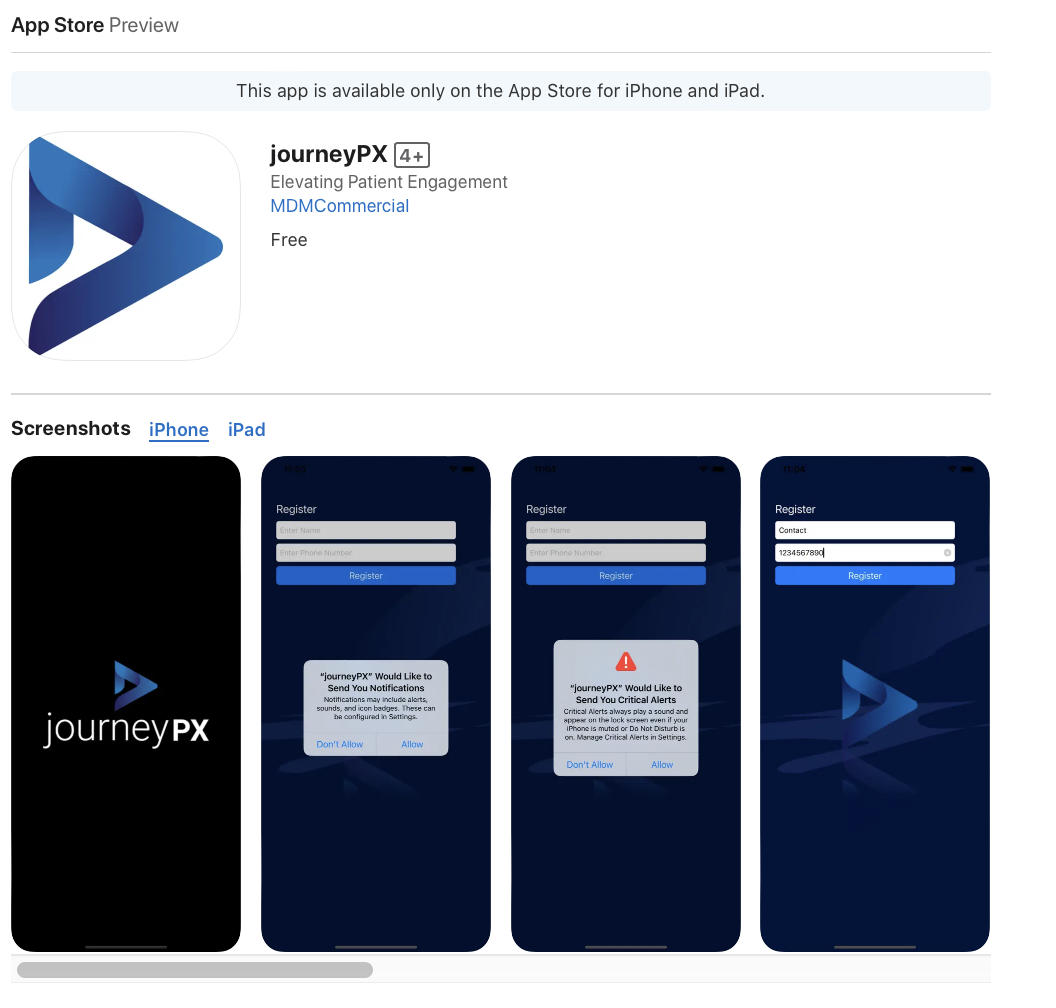 App Store Preview
This app is available only on the App Store for iPhone and iPad.
journeyPX 4+
Elevating Patient Engagement
MDMCommercial
Free
Screenshots iPhone iPad
journeyPX
Register
Enter Name
Enter Phone Number
Register
“journeyPX” Would Like to
Send You Notifications
Notifications may include alerts,
sounds, and icon badges. These can
be configured in Settings.
Don't Allow Allow
11:03
Register
Enter Name
Enter Phone Number
Register
“journeyPX” Would Like to
Send You Critical Alerts
Critical Alerts always play a sound and
appear on the lock screen even if your
iPhone is muted or Do Not Disturb is
on. Manage Critical Alerts in Settings.
Don't Allow Allow
11:04
Register
Contact
1234567890
Register